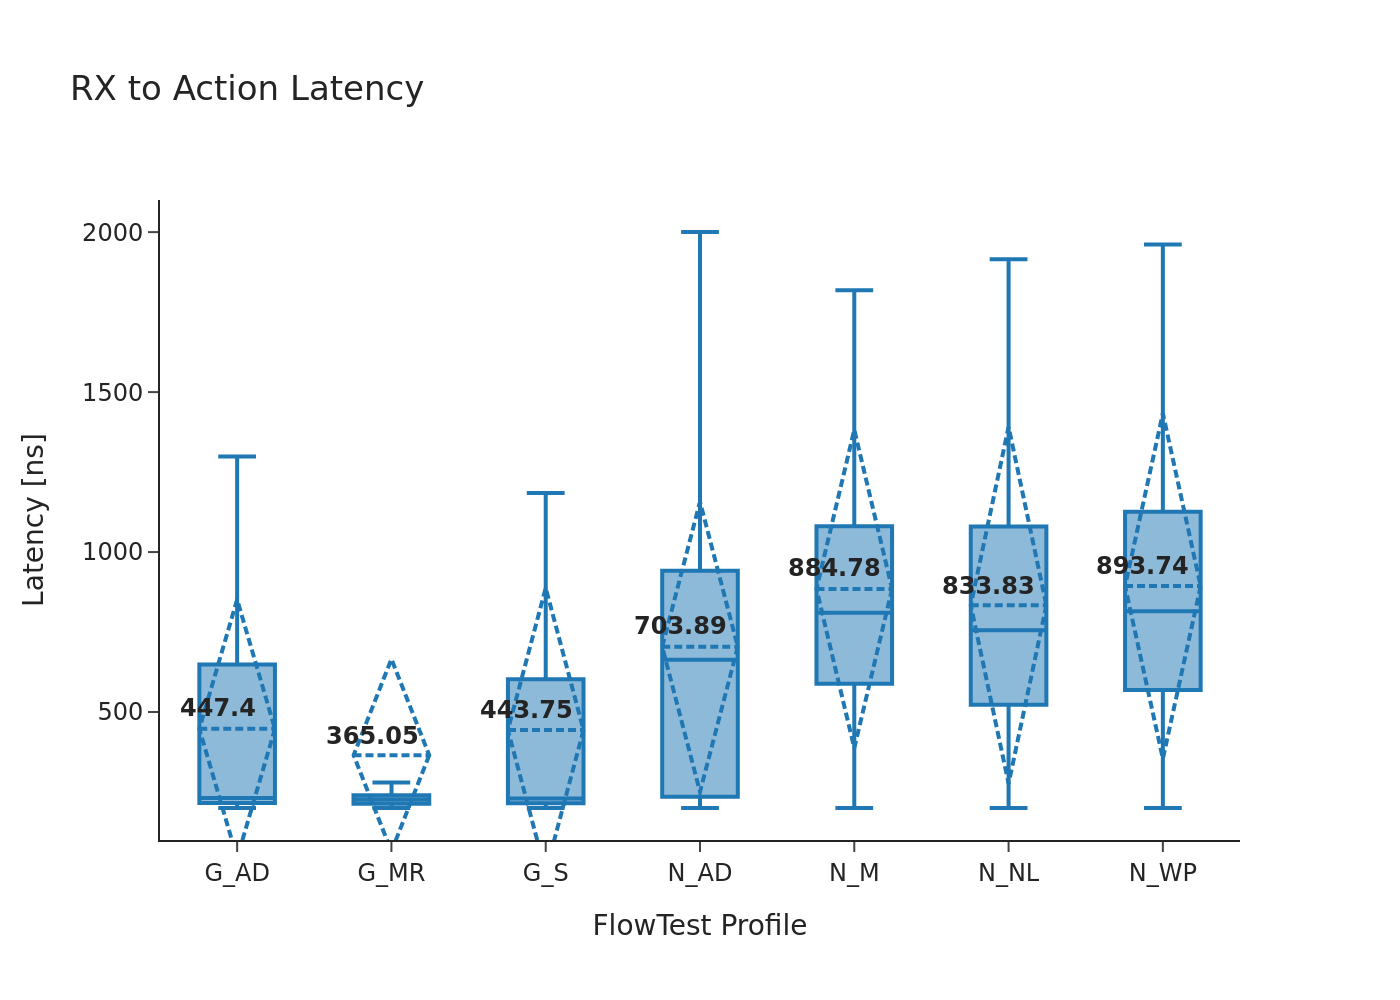 RX to Action Latency
Latency [ns]
2000
1500
1000
500
447.4
365.05
443.75
703.89
884.78
833.83
893.74
G_AD
G_MR
G_S
N_AD
N_M
N_NL
N_WP
FlowTest Profile